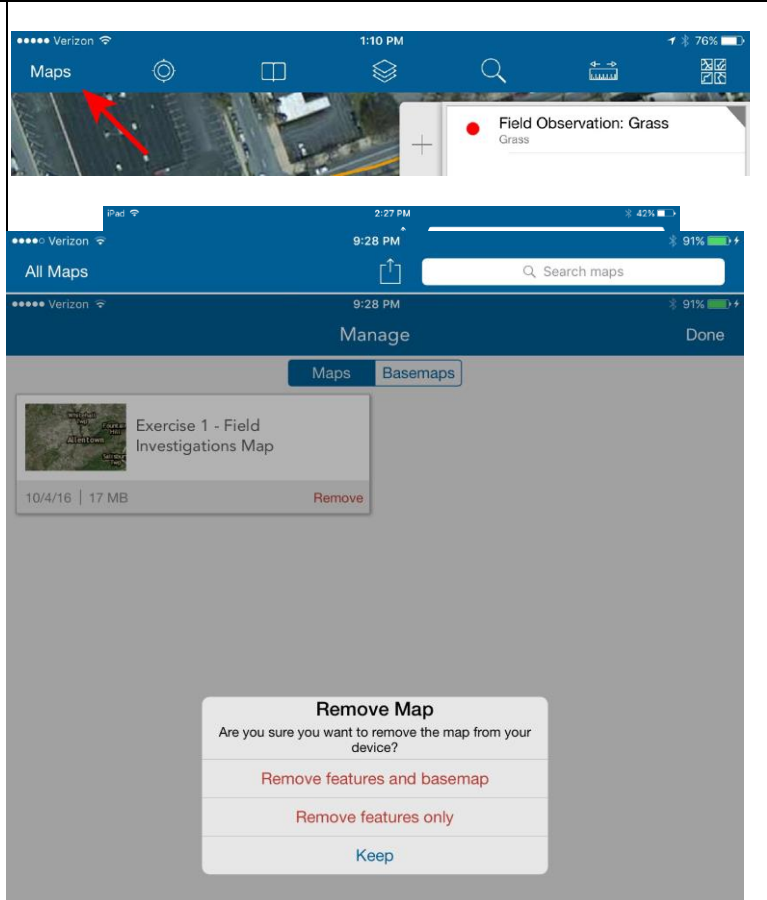 Verizon 1:10 PM 76%
Maps
Field Observation: Grass
Grass
iPad 2:27 PM 42%
Verizon 9:28 PM 91%
All Maps Search maps
Verizon 9:28 PM 91%
Manage Done
Maps Basemaps
Exercise 1 - Field
Investigations Map
Allentown
10/4/16 | 17 MB Remove
Remove Map
Are you sure you want to remove the map from your
device?
Remove features and basemap
Remove features only
Keep